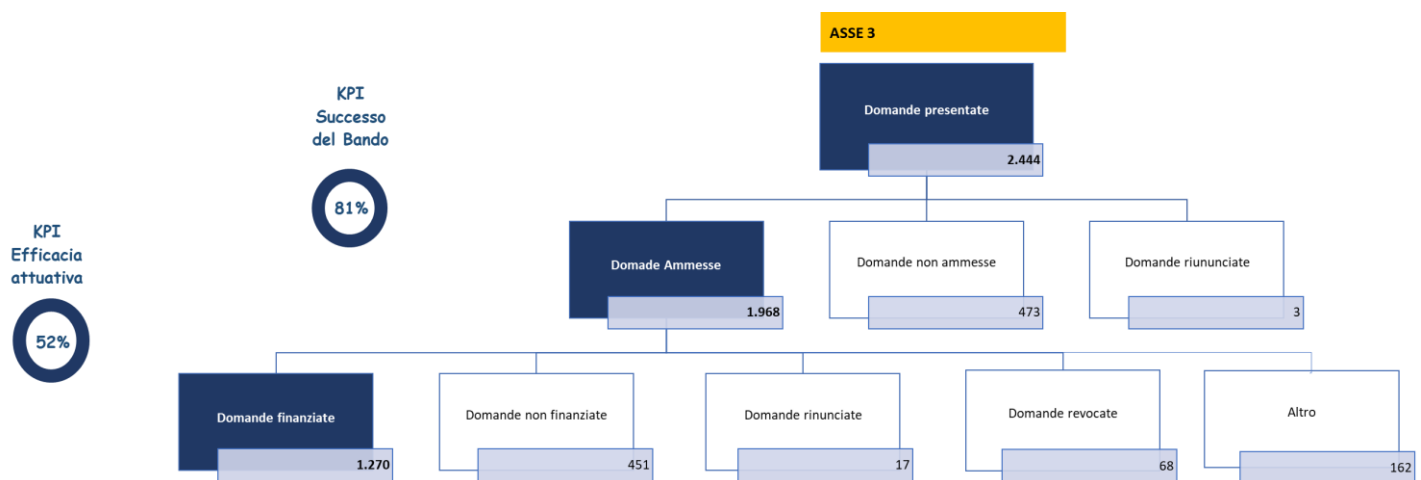 ASSE 3
Domande presentate
2.444
KPI
Successo
del Bando
81%
Domade Ammesse
1.968
Domande non ammesse
473
Domande riununciate
3
KPI
Efficacia
attuativa
52%
Domande finanziate
1.270
Domande non finanziate
451
Domande rinunciate
17
Domande revocate
68
Altro
162